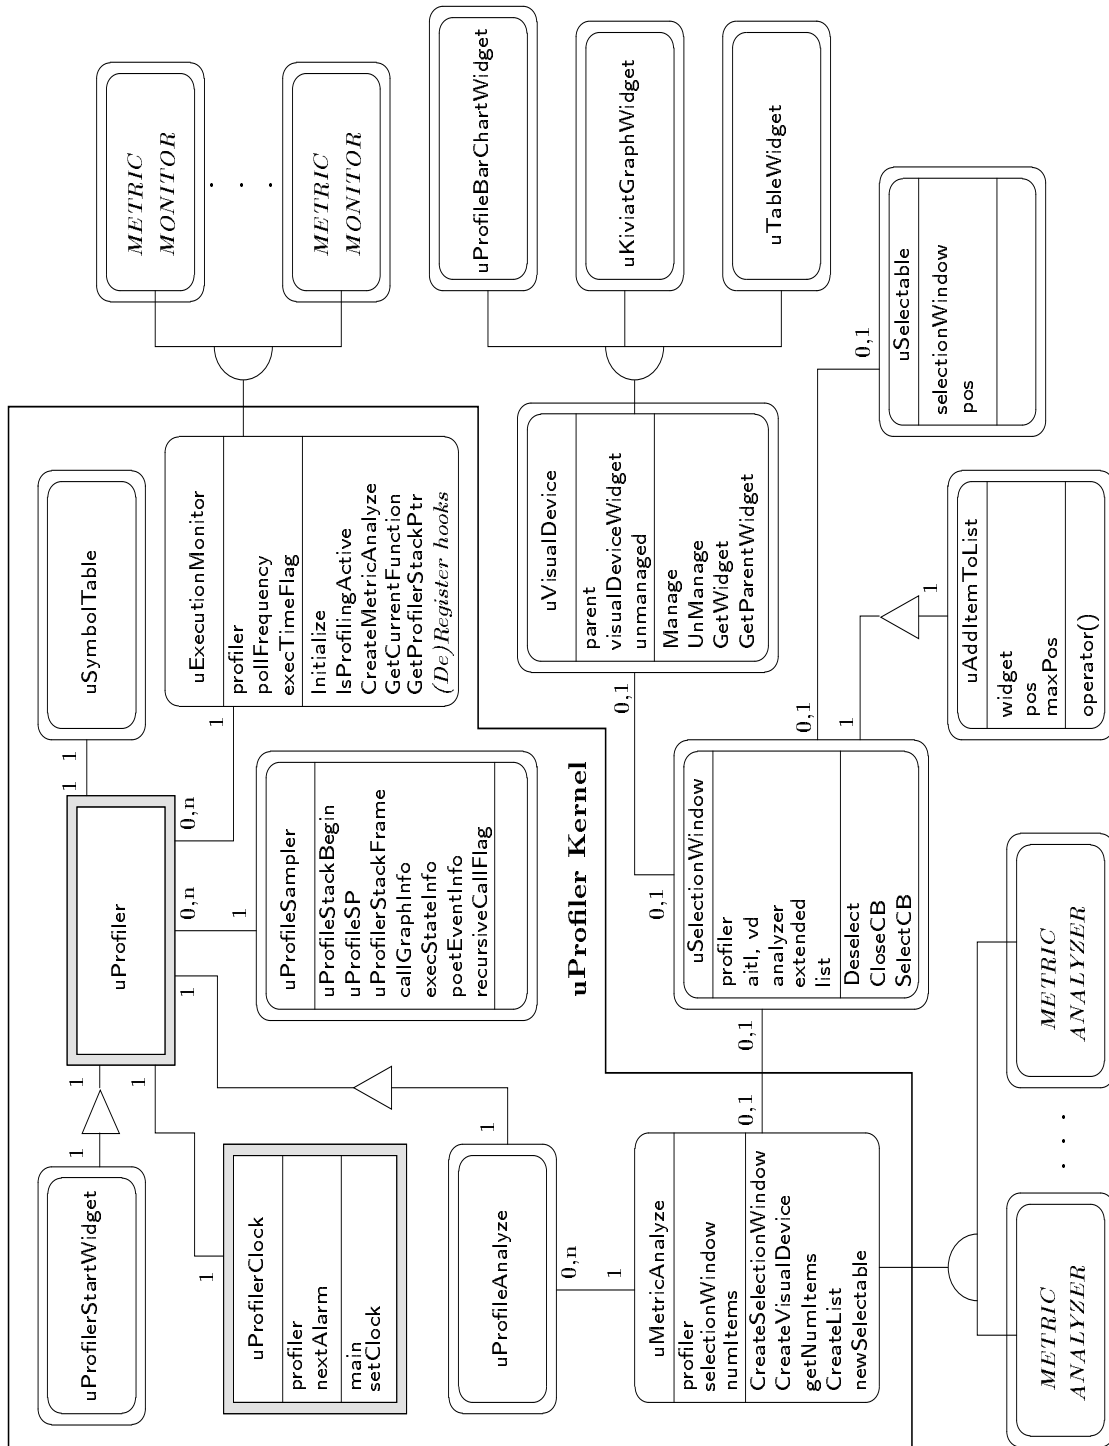 uProfilerStartWidget
1
1
uProfiler
1
1
uSymbolTable
1
1
uProfilerClock
profiler
nextAlarm
main
setClock
1
0,n
1
uProfileSampler
uProfileStackBegin
uProfileSP
uProfilerStackFrame
callGraphInfo
execStateInfo
poetEventInfo
recursiveCallFlag
0,n
1
uExecutionMonitor
profiler
pollFrequency
execTimeFlag
Initialize
IsProfilingActive
CreateMetricAnalyze
GetCurrentFunction
GetProfilerStackPtr
(De)Register hooks
METRIC
MONITOR
. . .
METRIC
MONITOR
1
1
uProfileAnalyze
0,n
1
uProfiler Kernel
uMetricAnalyze
profiler
selectionWindow
numItems
CreateSelectionWindow
CreateVisualDevice
getNumItems
CreateList
newSelectable
0,1
0,1
uSelectionWindow
profiler
aitl, vd
analyzer
extended
list
Deselect
CloseCB
SelectCB
0,1
0,1
uVisualDevice
parent
visualDeviceWidget
unmanaged
Manage
UnManage
GetWidget
GetParentWidget
uProfileBarChartWidget
uKiviatGraphWidget
uTableWidget
0,1
0,1
uSelectable
selectionWindow
pos
1
1
uAddItemToList
widget
pos
maxPos
operator()
METRIC
ANALYZER
. . .
METRIC
ANALYZER